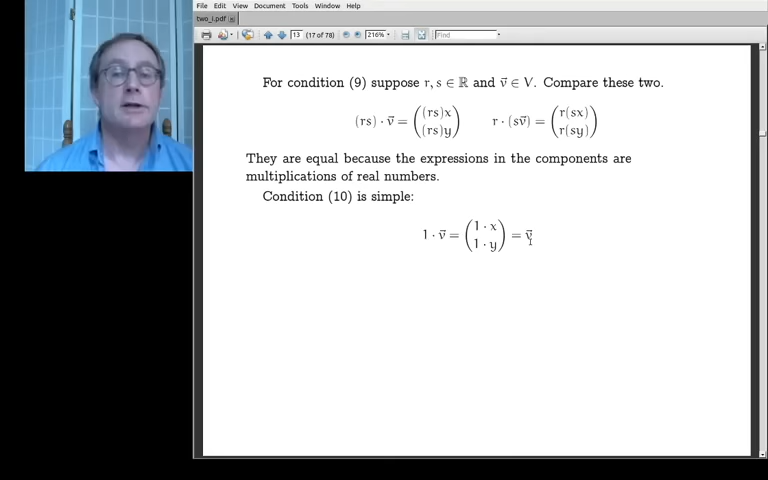 File Edit View Document Tools Window Help
two_i.pdf
13 (17 of 78) 216% Find
For condition (9) suppose r, s ∈ ℝ and v⃗ ∈ V. Compare these two.
(rs) · v⃗ = ((rs)x (rs)y) r · (sv⃗) = (r(sx) r(sy))
They are equal because the expressions in the components are
multiplications of real numbers.
Condition (10) is simple:
1 · v⃗ = (1 · x 1 · y) = v⃗